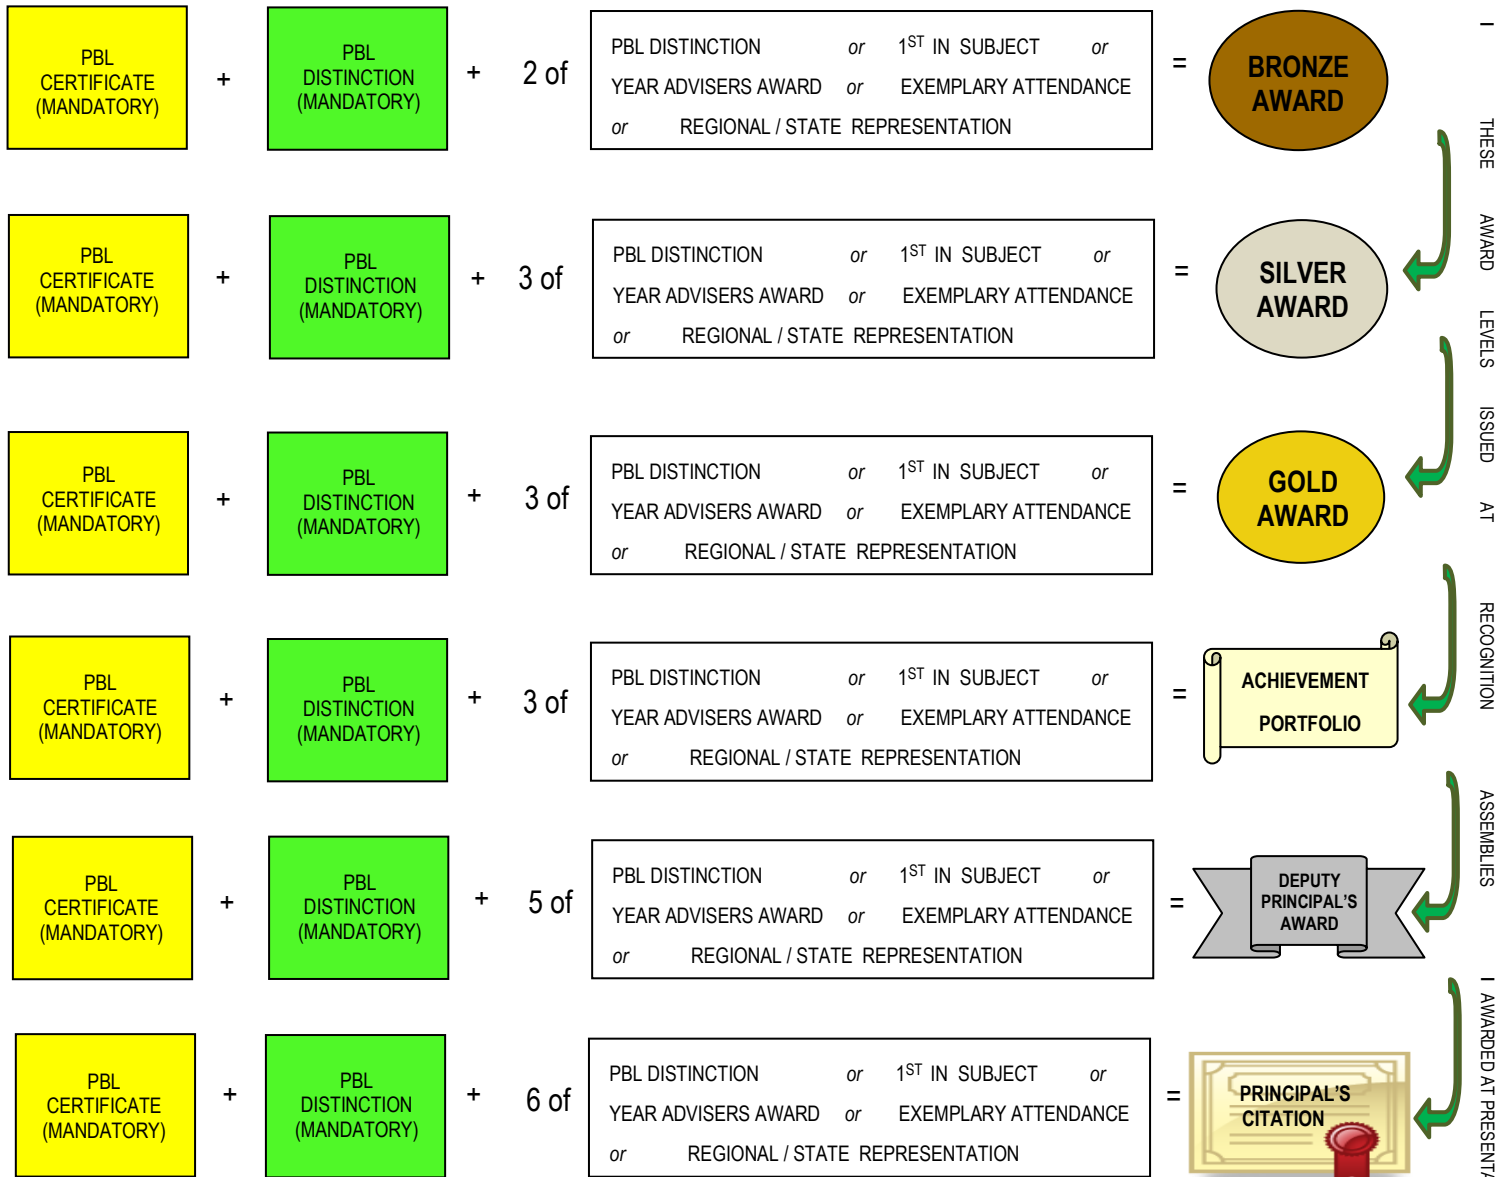 PBL
CERTIFICATE
(MANDATORY)
+
PBL
DISTINCTION
(MANDATORY)
+
2 of
PBL DISTINCTION or 1ST IN SUBJECT or
YEAR ADVISERS AWARD or EXEMPLARY ATTENDANCE
or REGIONAL / STATE REPRESENTATION
=
BRONZE
AWARD
PBL
CERTIFICATE
(MANDATORY)
+
PBL
DISTINCTION
(MANDATORY)
+
3 of
PBL DISTINCTION or 1ST IN SUBJECT or
YEAR ADVISERS AWARD or EXEMPLARY ATTENDANCE
or REGIONAL / STATE REPRESENTATION
=
SILVER
AWARD
PBL
CERTIFICATE
(MANDATORY)
+
PBL
DISTINCTION
(MANDATORY)
+
3 of
PBL DISTINCTION or 1ST IN SUBJECT or
YEAR ADVISERS AWARD or EXEMPLARY ATTENDANCE
or REGIONAL / STATE REPRESENTATION
=
GOLD
AWARD
PBL
CERTIFICATE
(MANDATORY)
+
PBL
DISTINCTION
(MANDATORY)
+
3 of
PBL DISTINCTION or 1ST IN SUBJECT or
YEAR ADVISERS AWARD or EXEMPLARY ATTENDANCE
or REGIONAL / STATE REPRESENTATION
=
ACHIEVEMENT
PORTFOLIO
PBL
CERTIFICATE
(MANDATORY)
+
PBL
DISTINCTION
(MANDATORY)
+
5 of
PBL DISTINCTION or 1ST IN SUBJECT or
YEAR ADVISERS AWARD or EXEMPLARY ATTENDANCE
or REGIONAL / STATE REPRESENTATION
=
DEPUTY
PRINCIPAL'S
AWARD
PBL
CERTIFICATE
(MANDATORY)
+
PBL
DISTINCTION
(MANDATORY)
+
6 of
PBL DISTINCTION or 1ST IN SUBJECT or
YEAR ADVISERS AWARD or EXEMPLARY ATTENDANCE
or REGIONAL / STATE REPRESENTATION
=
PRINCIPAL'S
CITATION
I THESE AWARD LEVELS ISSUED AT RECOGNITION ASSEMBLIES I AWARDED AT